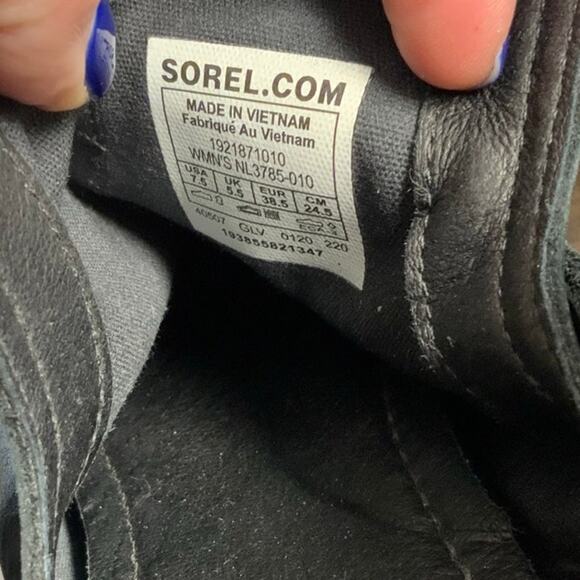 SOREL.COM
MADE IN VIETNAM
Fabriqué Au Vietnam
1921871010
WMN'S NL3785-010
USA UK EUR CM
7.5 5.5 38.5 24.5
40507 GLV 0120 220
193855821347